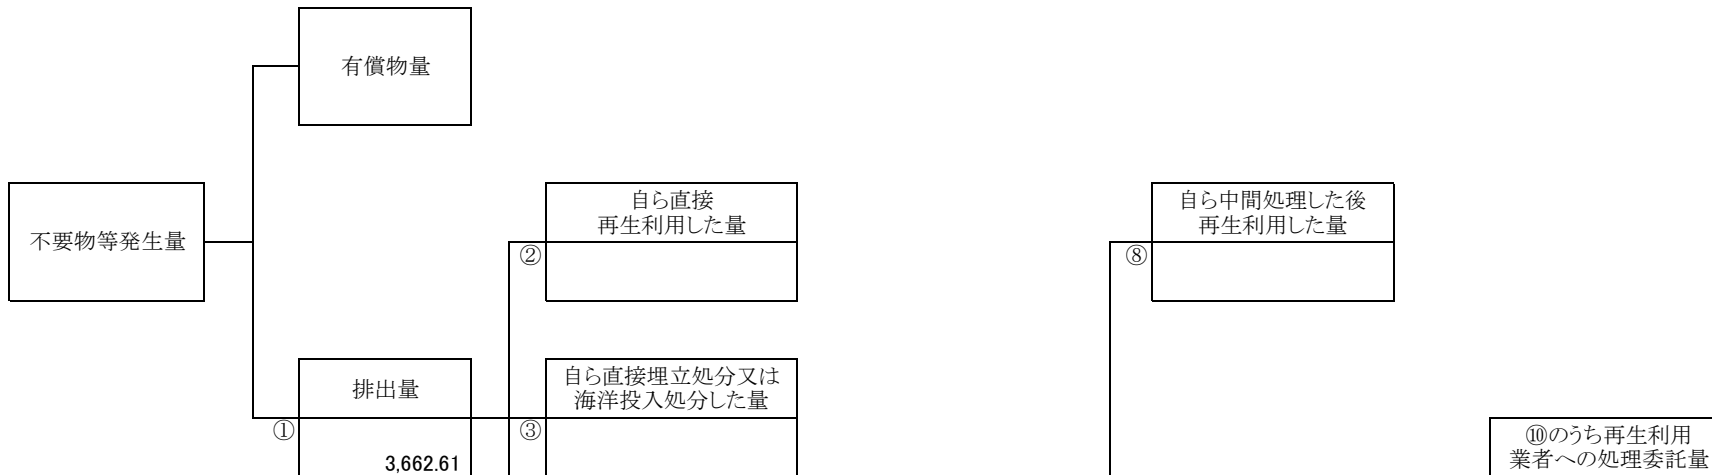 有償物量
不要物等発生量
自ら直接
再生利用した量
②
自ら中間処理した後
再生利用した量
⑧
排出量
①
3,662.61
自ら直接埋立処分又は
海洋投入処分した量
③
⑩のうち再生利用
業者への処理委託量